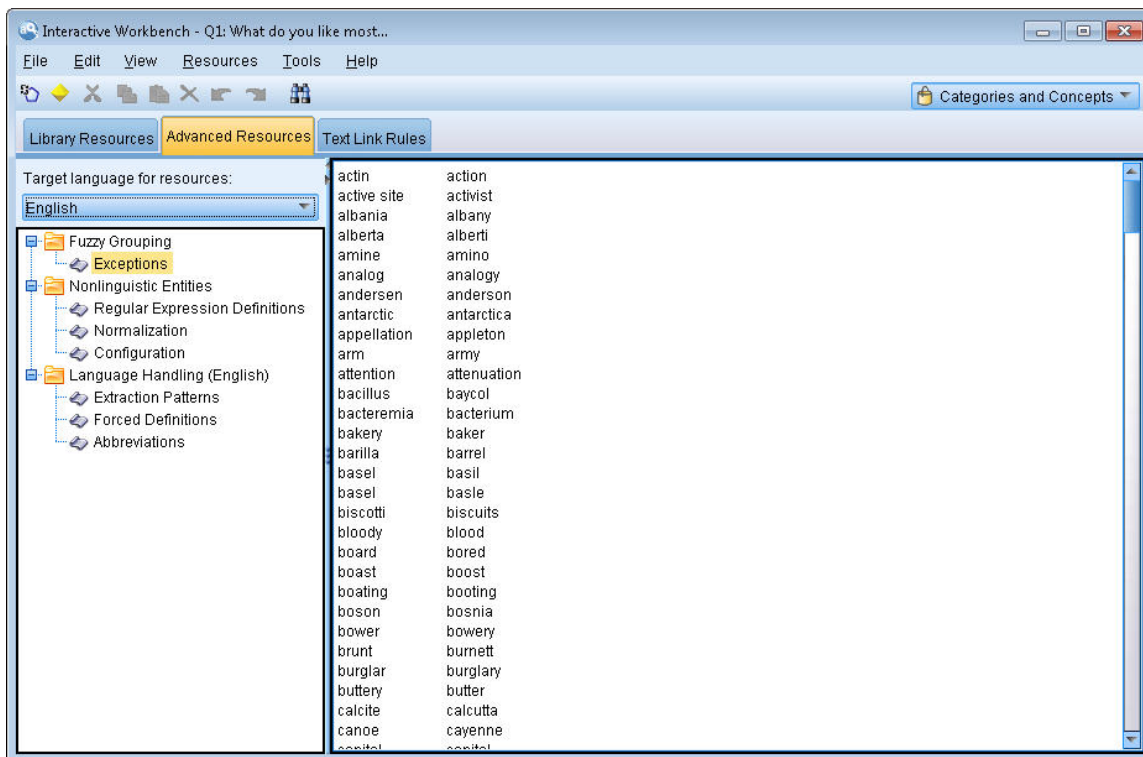 Interactive Workbench - Q1: What do you like most...
File Edit View Resources Tools Help
Categories and Concepts
Library Resources Advanced Resources Text Link Rules
Target language for resources:
English
Fuzzy Grouping
Exceptions
Nonlinguistic Entities
Regular Expression Definitions
Normalization
Configuration
Language Handling (English)
Extraction Patterns
Forced Definitions
Abbreviations
actin action
active site activist
albania albany
alberta alberti
amine amino
analog analogy
andersen anderson
antarctic antarctica
appellation appleton
arm army
attention attenuation
bacillus baycol
bacteremia bacterium
bakery baker
barilla barrel
basel basil
basel basle
biscotti biscuits
bloody blood
board bored
boast boost
boating booting
boson bosnia
bower bowery
brunt burnett
burglar burglary
buttery butter
calcite calcutta
canoe cayenne